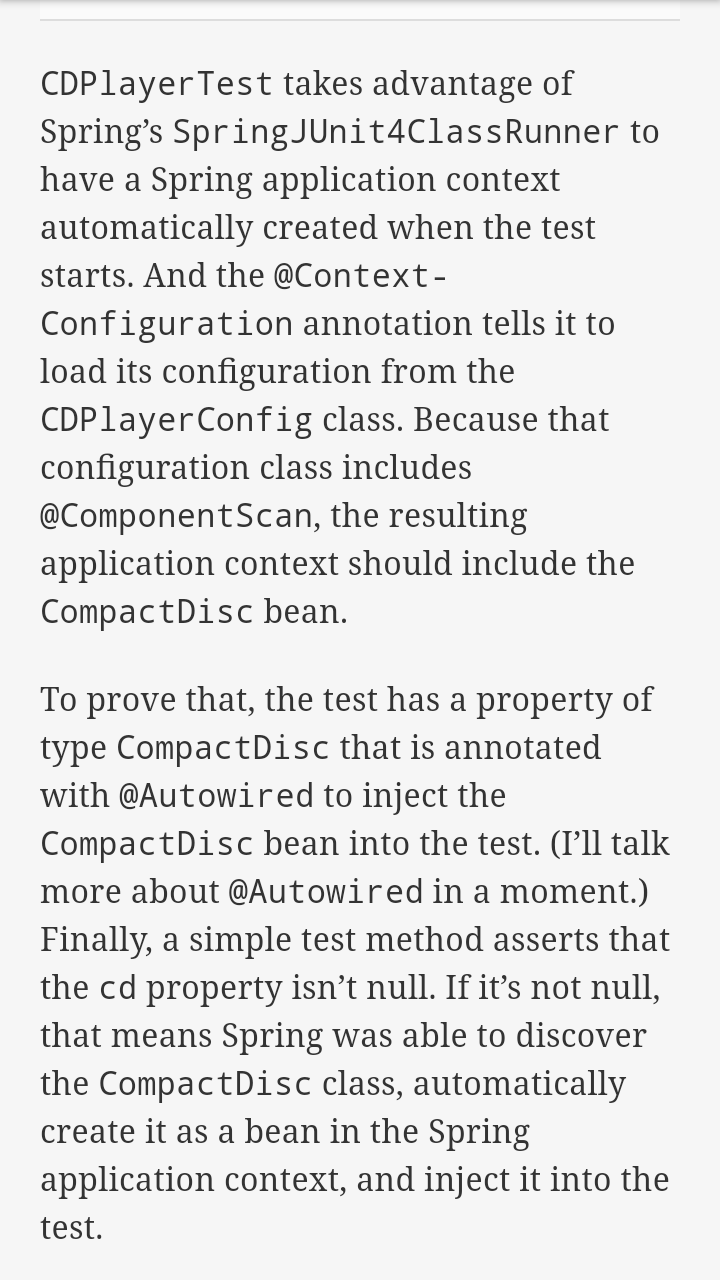 CDPlayerTest takes advantage of
Spring’s SpringJUnit4ClassRunner to
have a Spring application context
automatically created when the test
starts. And the @Context-
Configuration annotation tells it to
load its configuration from the
CDPlayerConfig class. Because that
configuration class includes
@ComponentScan, the resulting
application context should include the
CompactDisc bean.
To prove that, the test has a property of
type CompactDisc that is annotated
with @Autowired to inject the
CompactDisc bean into the test. (I’ll talk
more about @Autowired in a moment.)
Finally, a simple test method asserts that
the cd property isn’t null. If it’s not null,
that means Spring was able to discover
the CompactDisc class, automatically
create it as a bean in the Spring
application context, and inject it into the
test.